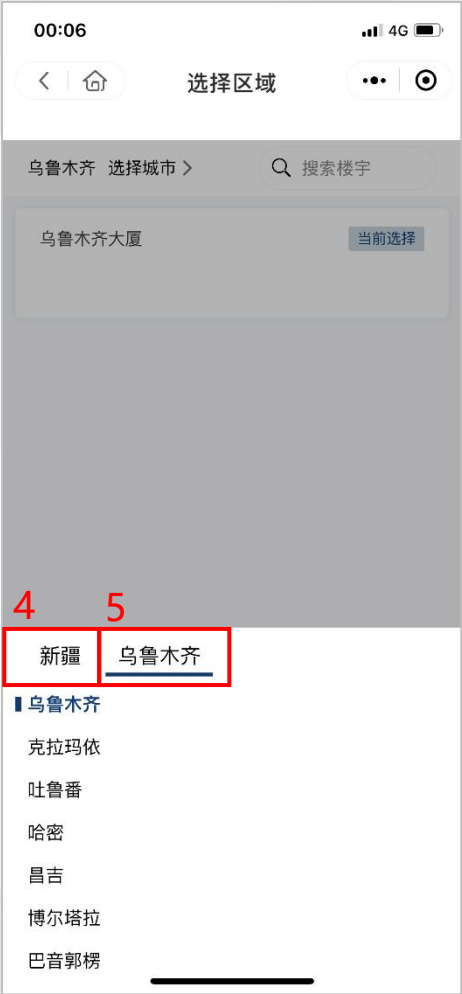 00:06 4G
选择区域
乌鲁木齐 选择城市 搜索楼宇
乌鲁木齐大厦 当前选择
4 5
新疆 乌鲁木齐
乌鲁木齐
克拉玛依
吐鲁番
哈密
昌吉
博尔塔拉
巴音郭楞